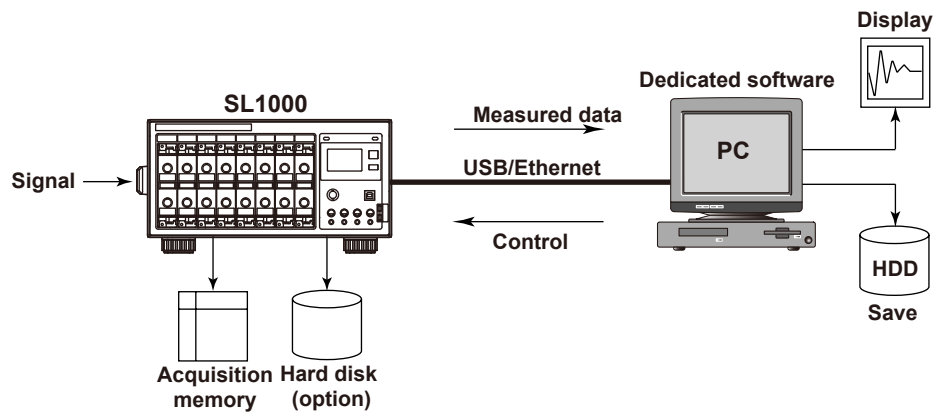 Display
Dedicated software
SL1000
Measured data
PC
USB/Ethernet
Signal
Control
HDD
Save
Acquisition
memory
Hard disk
(option)